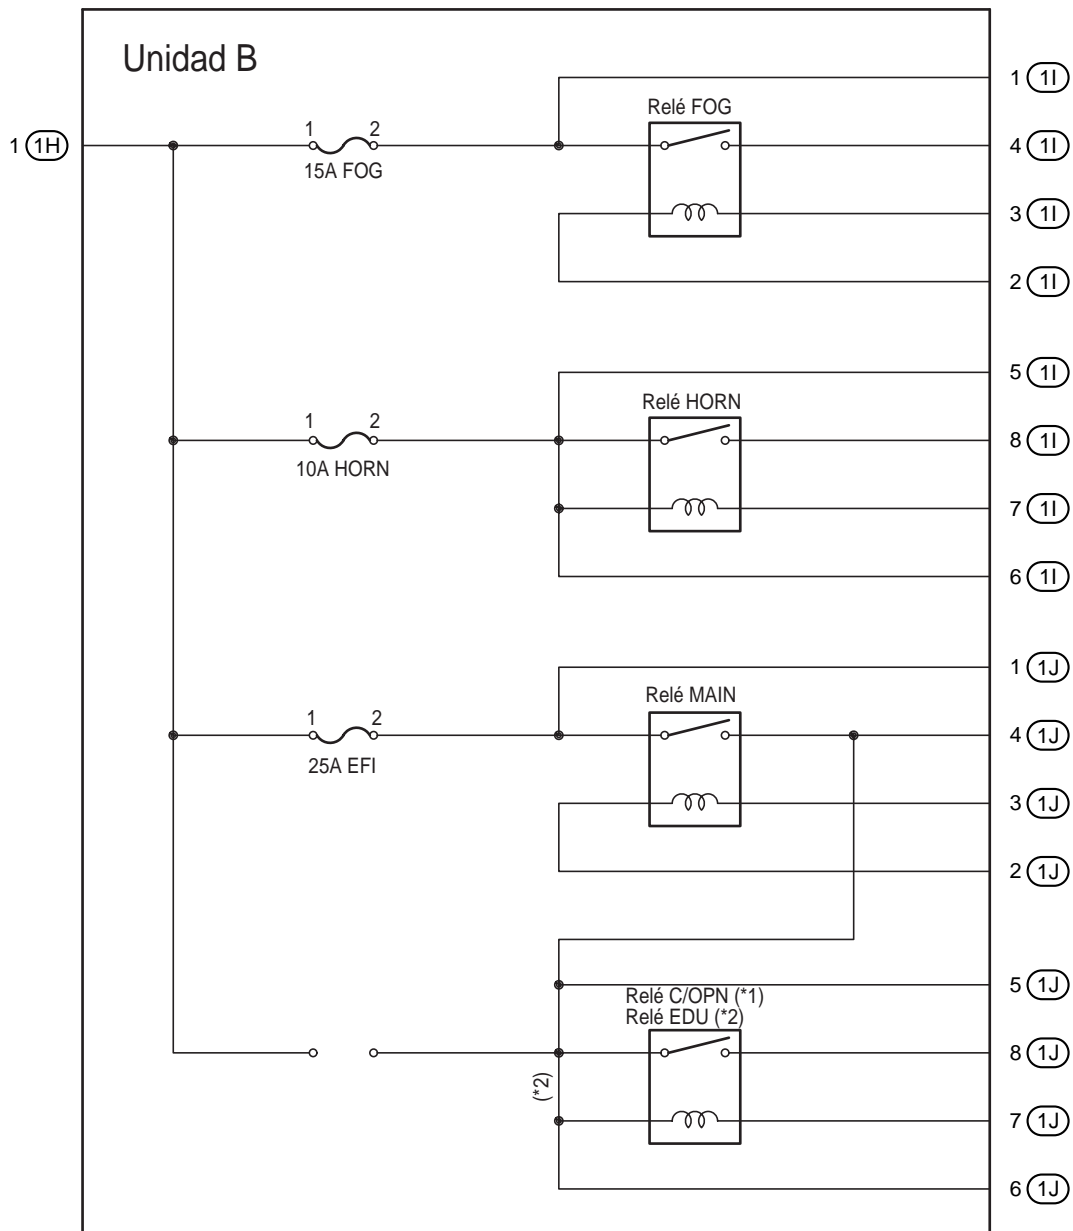 Unidad B
1 1I
Relé FOG
1 1H
1 2
4 1I
15A FOG
3 1I
2 1I
5 1I
Relé HORN
1 2
8 1I
10A HORN
7 1I
6 1I
1 1J
Relé MAIN
1 2
4 1J
25A EFI
3 1J
2 1J
5 1J
Relé C/OPN (*1)
Relé EDU (*2)
8 1J
(*2)
7 1J
6 1J